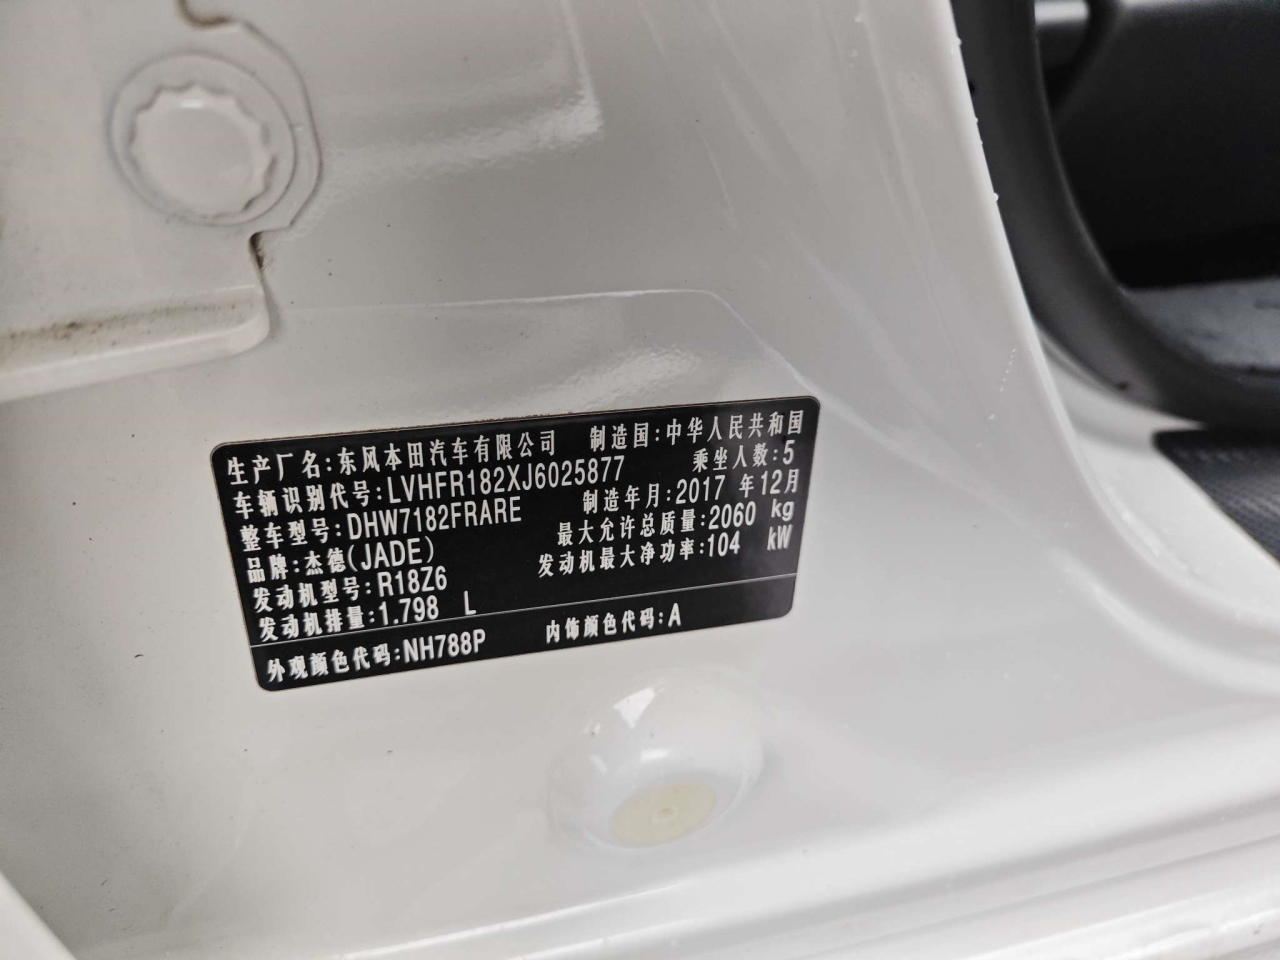 生产厂名:东风本田汽车有限公司 制造国:中华人民共和国
车辆识别代号:LVHFR182XJ6025877 乘坐人数:5
整车型号:DHW7182FRARE 制造年月:2017 年12月
品牌:杰德(JADE) 最大允许总质量:2060 kg
发动机型号:R18Z6 发动机最大净功率:104 kW
发动机排量:1.798 L
外观颜色代码:NH788P 内饰颜色代码:A